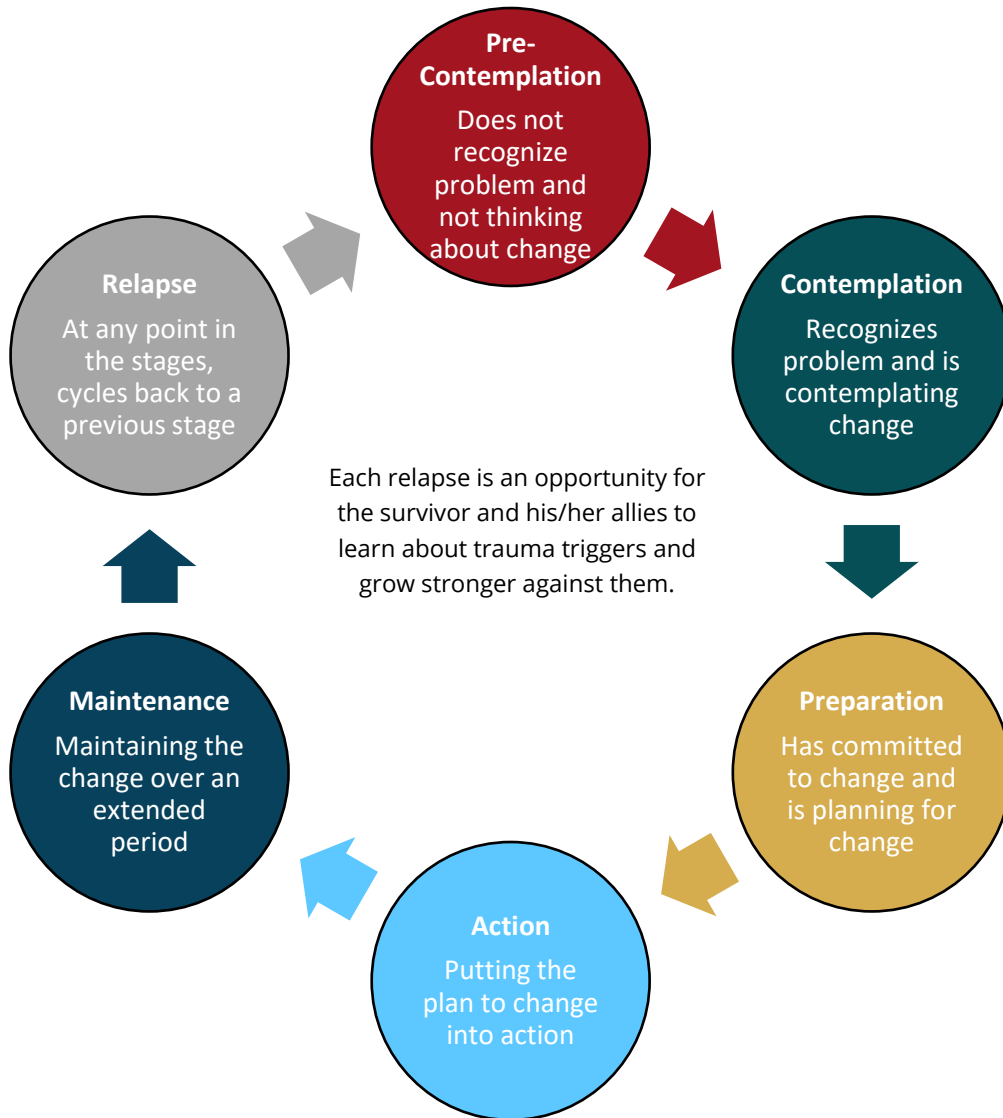 Pre-
Contemplation
Does not
recognize
problem and
not thinking
about change
Contemplation
Recognizes
problem and is
contemplating
change
Preparation
Has committed
to change and
is planning for
change
Action
Putting the
plan to change
into action
Maintenance
Maintaining the
change over an
extended
period
Relapse
At any point in
the stages,
cycles back to a
previous stage
Each relapse is an opportunity for
the survivor and his/her allies to
learn about trauma triggers and
grow stronger against them.